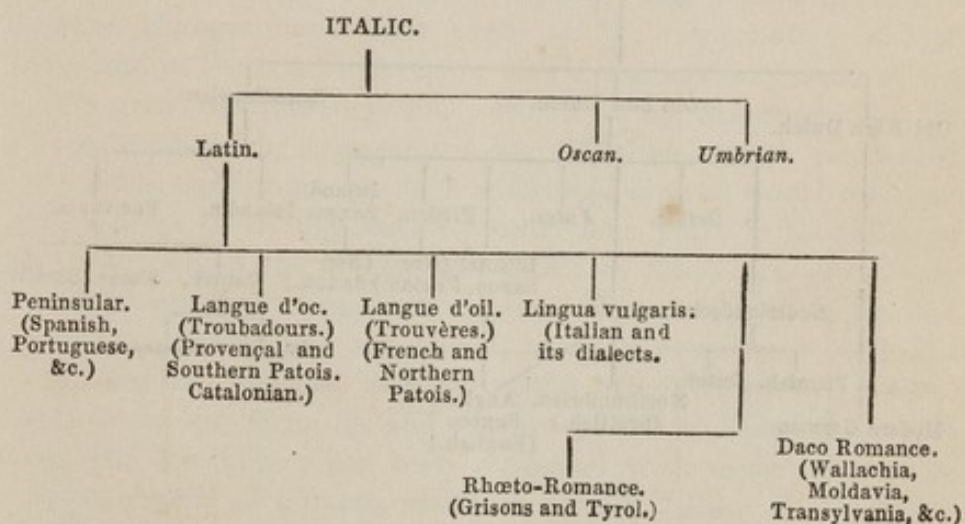 ITALIC.
Latin.
Oscan.
Umbrian.
Peninsular.
(Spanish,
Portuguese,
&c.)
Langue d'oc.
(Troubadours.)
(Provençal and
Southern Patois.
Catalonian.)
Langue d'oil.
(Trouvères.)
(French and
Northern
Patois.)
Lingua vulgaris.
(Italian and
its dialects.
Rhœto-Romance.
(Grisons and Tyrol.)
Daco Romance.
(Wallachia,
Moldavia,
Transylvania, &c.)